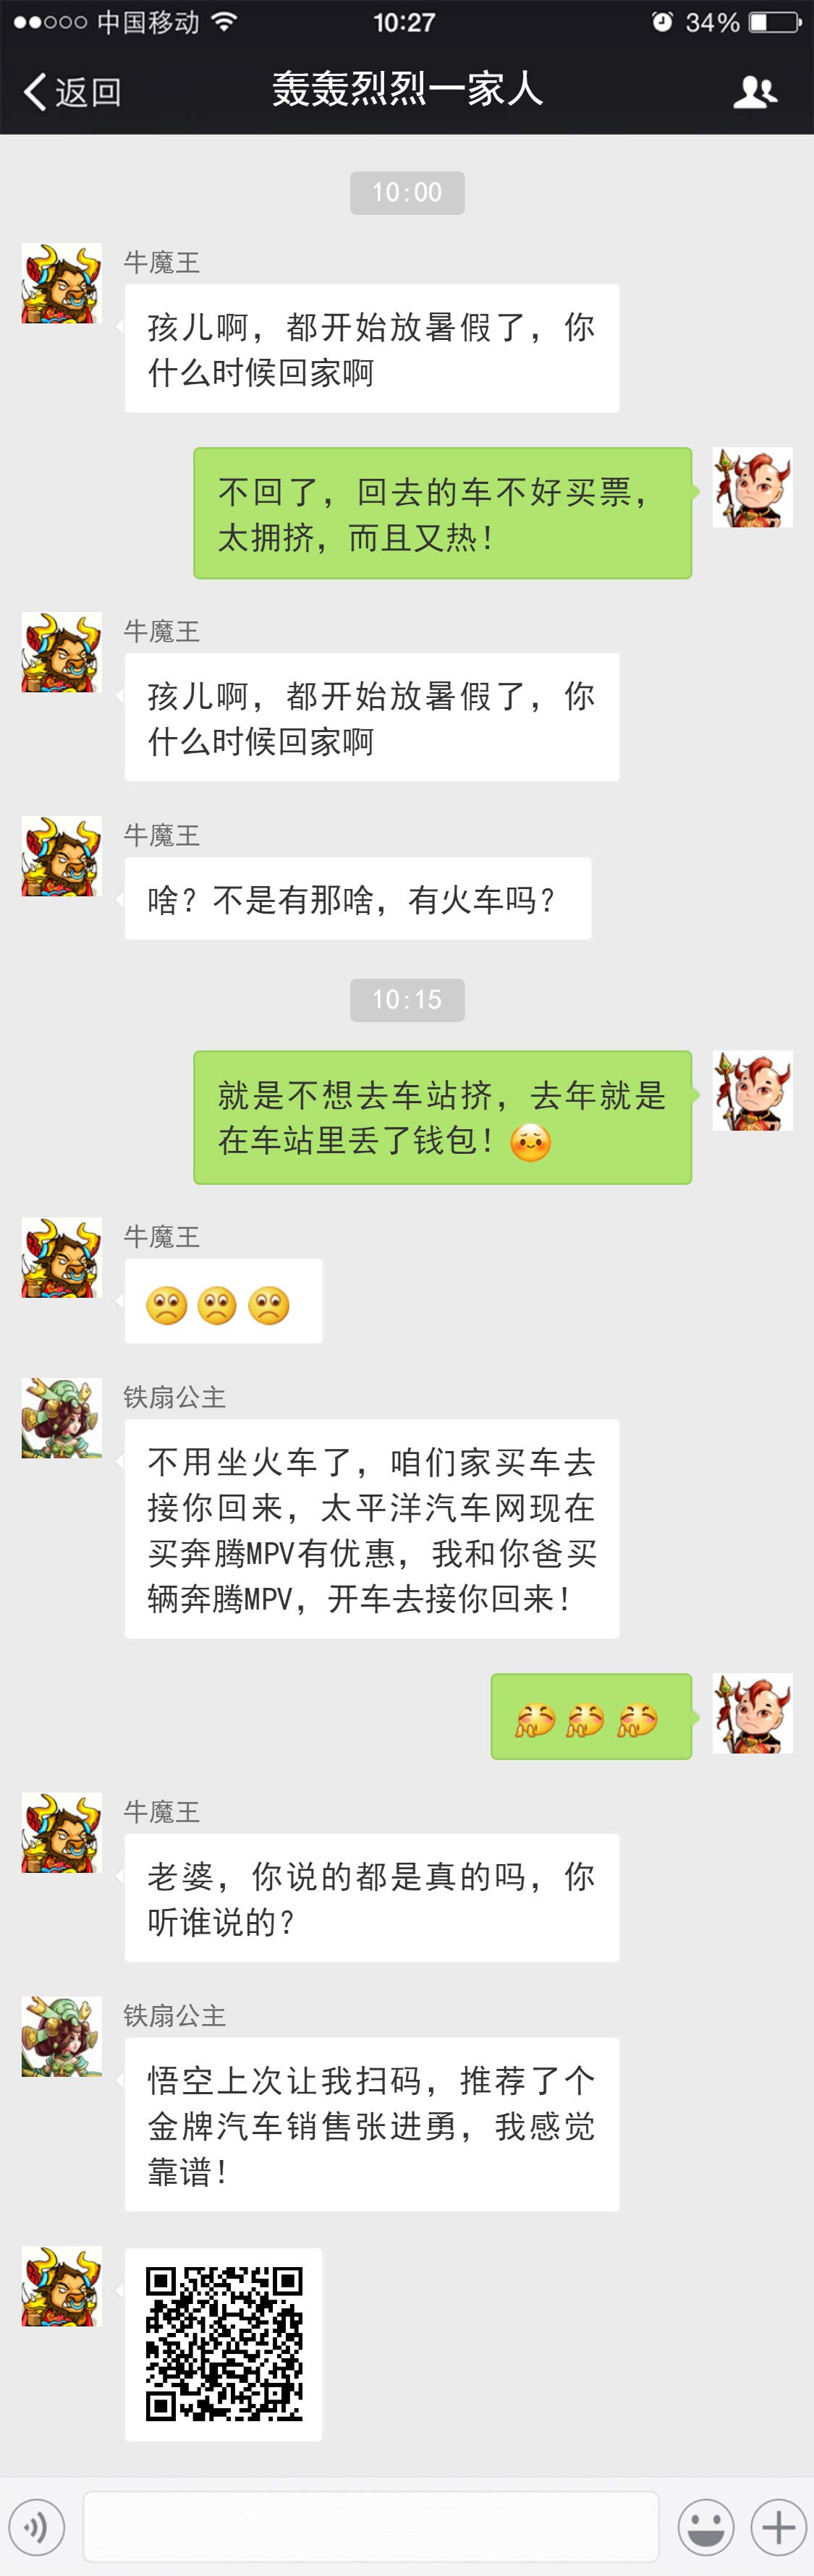 中国移动 10:27 34%
返回 轰轰烈烈一家人
10:00
牛魔王
孩儿啊，都开始放暑假了，你
什么时候回家啊
不回了，回去的车不好买票，
太拥挤，而且又热！
牛魔王
孩儿啊，都开始放暑假了，你
什么时候回家啊
牛魔王
啥？不是有那啥，有火车吗？
10:15
就是不想去车站挤，去年就是
在车站里丢了钱包！
牛魔王
铁扇公主
不用坐火车了，咱们家买车去
接你回来，太平洋汽车网现在
买奔腾MPV有优惠，我和你爸买
辆奔腾MPV，开车去接你回来！
牛魔王
老婆，你说的都是真的吗，你
听谁说的？
铁扇公主
悟空上次让我扫码，推荐了个
金牌汽车销售张进勇，我感觉
靠谱！